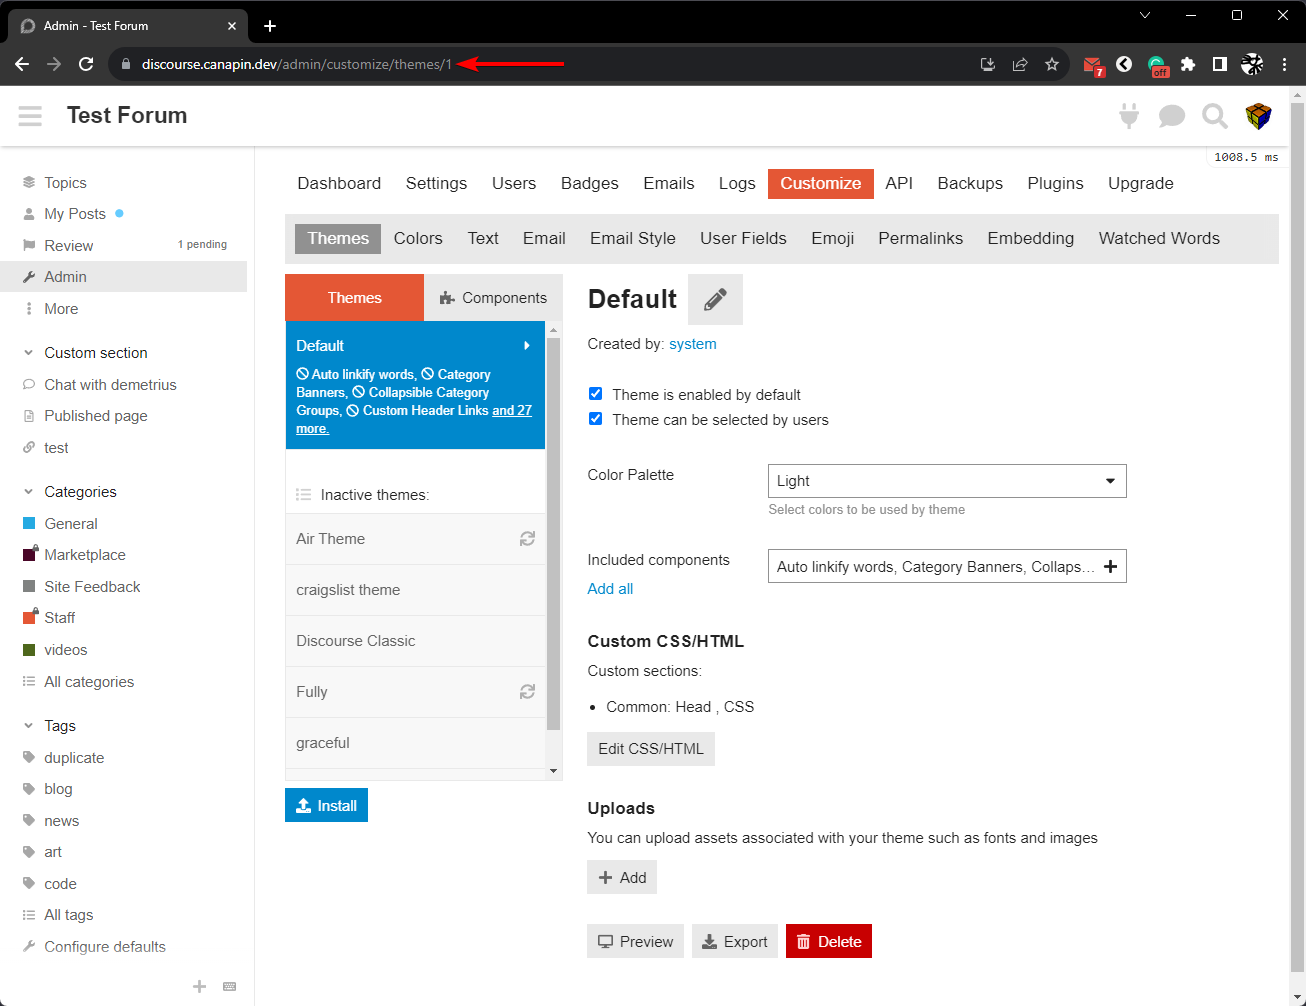 Admin - Test Forum
discourse.canapin.dev/admin/customize/themes/1
7
off
Test Forum
1008.5 ms
Topics
My Posts
Review 1 pending
Admin
More
Custom section
Chat with demetrius
Published page
test
Categories
General
Marketplace
Site Feedback
Staff
videos
All categories
Tags
duplicate
blog
news
art
code
All tags
Configure defaults
Dashboard Settings Users Badges Emails Logs Customize API Backups Plugins Upgrade
Themes Colors Text Email Email Style User Fields Emoji Permalinks Embedding Watched Words
Themes Components
Default
Auto linkify words, Category
Banners, Collapsible Category
Groups, Custom Header Links and 27
more.
Inactive themes:
Air Theme
craigslist theme
Discourse Classic
Fully
graceful
Install
Default
Created by: system
Theme is enabled by default
Theme can be selected by users
Color Palette
Light
Select colors to be used by theme
Included components
Add all
Auto linkify words, Category Banners, Collaps...
Custom CSS/HTML
Custom sections:
Common: Head , CSS
Edit CSS/HTML
Uploads
You can upload assets associated with your theme such as fonts and images
Add
Preview Export Delete